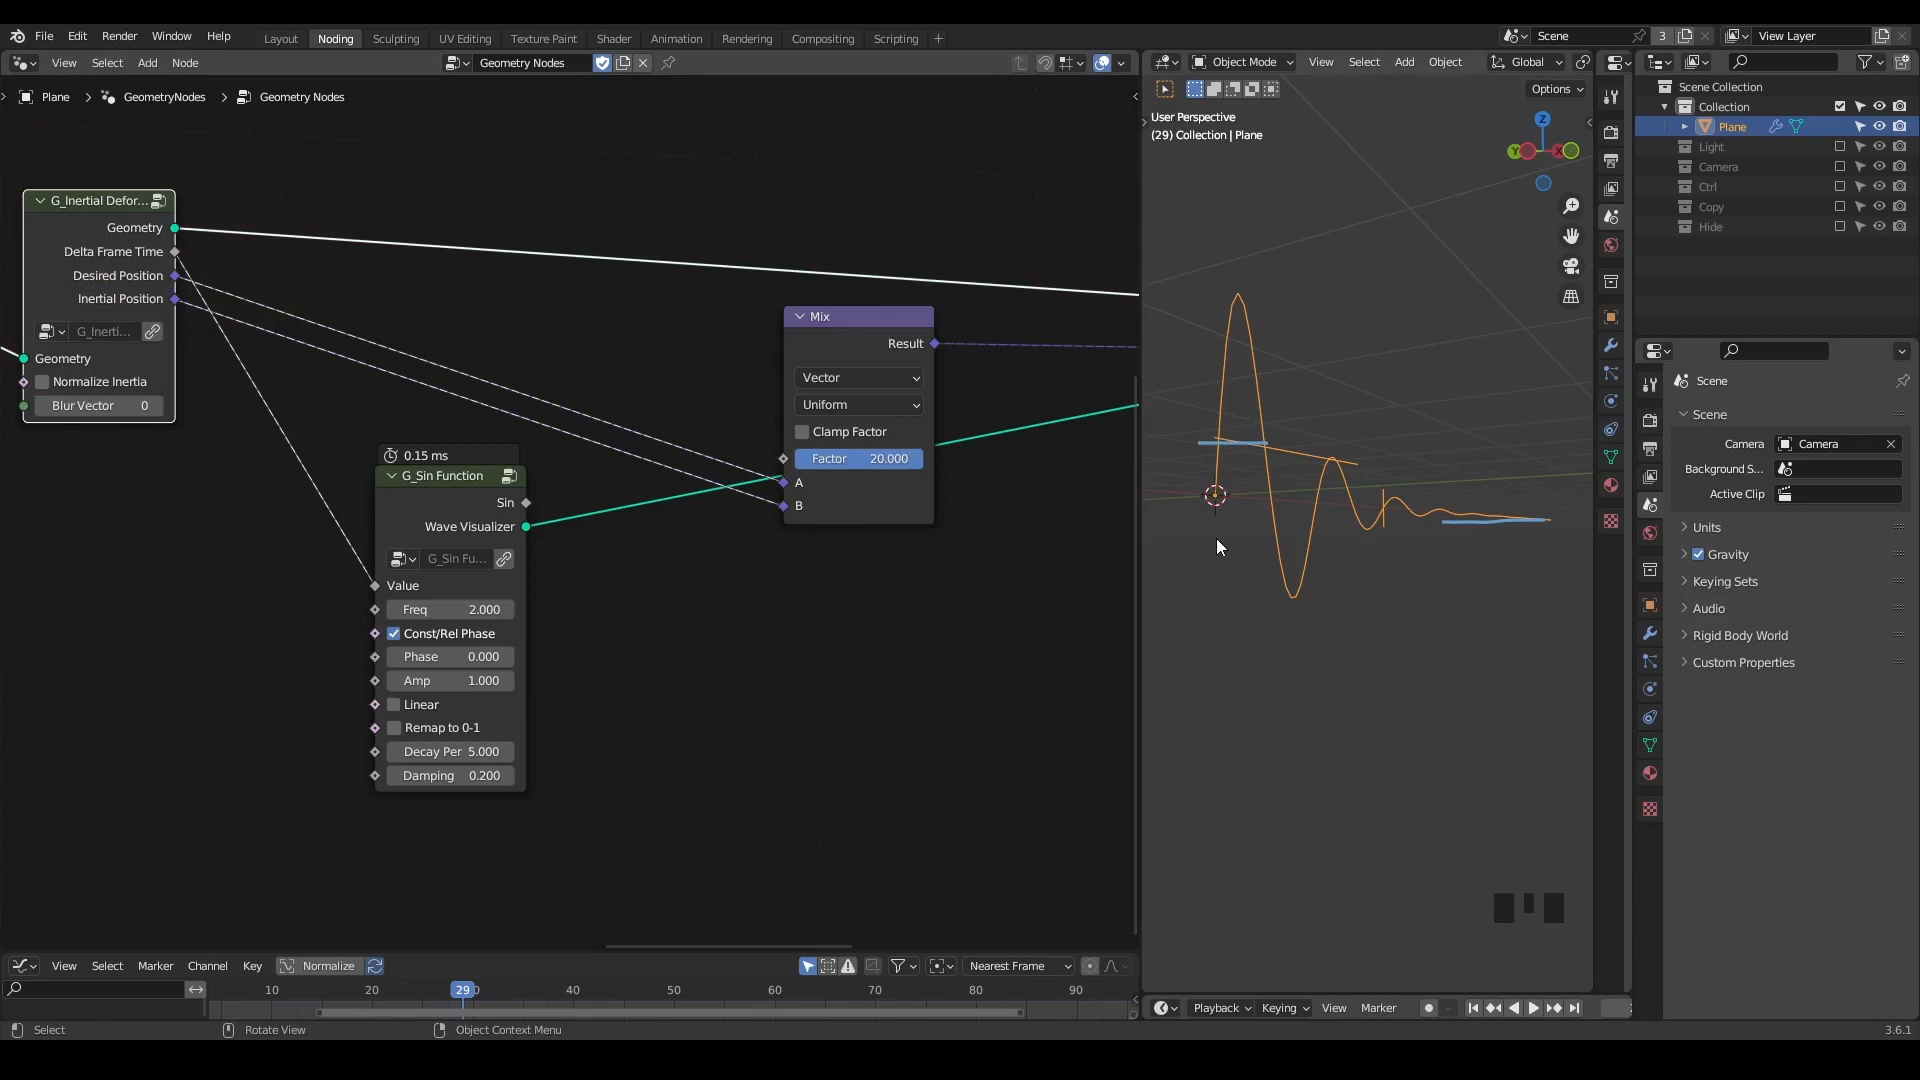 File Edit Render Window Help Layout Noding Sculpting UV Editing Texture Paint Shader Animation Rendering Compositing Scripting + Scene 3 View Layer
View Select Add Node Geometry Nodes Object Mode View Select Add Object Global
Options
Plane > GeometryNodes > Geometry Nodes
User Perspective
(29) Collection | Plane
Z
Y
X
Scene Collection
Collection
Plane
Light
Camera
Ctrl
Copy
Hide
G_Inertial Defor...
Geometry
Delta Frame Time
Desired Position
Inertial Position
G_Inerti...
Geometry
Normalize Inertia
Blur Vector 0
0.15 ms
G_Sin Function
Sin
Wave Visualizer
G_Sin Fu...
Value
Freq 2.000
Const/Rel Phase
Phase 0.000
Amp 1.000
Linear
Remap to 0-1
Decay Per 5.000
Damping 0.200
Mix
Result
Vector
Uniform
Clamp Factor
Factor 20.000
A
B
Scene
Scene
Camera Camera
Background S...
Active Clip
Units
Gravity
Keying Sets
Audio
Rigid Body World
Custom Properties
View Select Marker Channel Key Normalize Nearest Frame
10 20 29 40 50 60 70 80 90
Playback Keying View Marker
Select Rotate View Object Context Menu 3.6.1